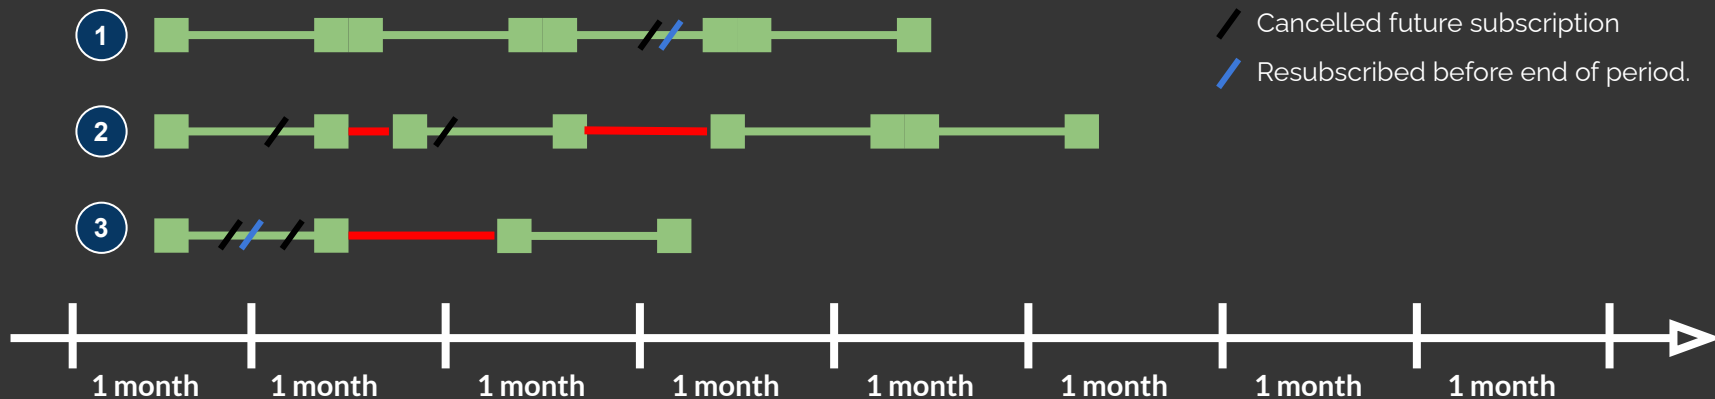 1
Cancelled future subscription
Resubscribed before end of period.
2
3
1 month 1 month 1 month 1 month 1 month 1 month 1 month 1 month